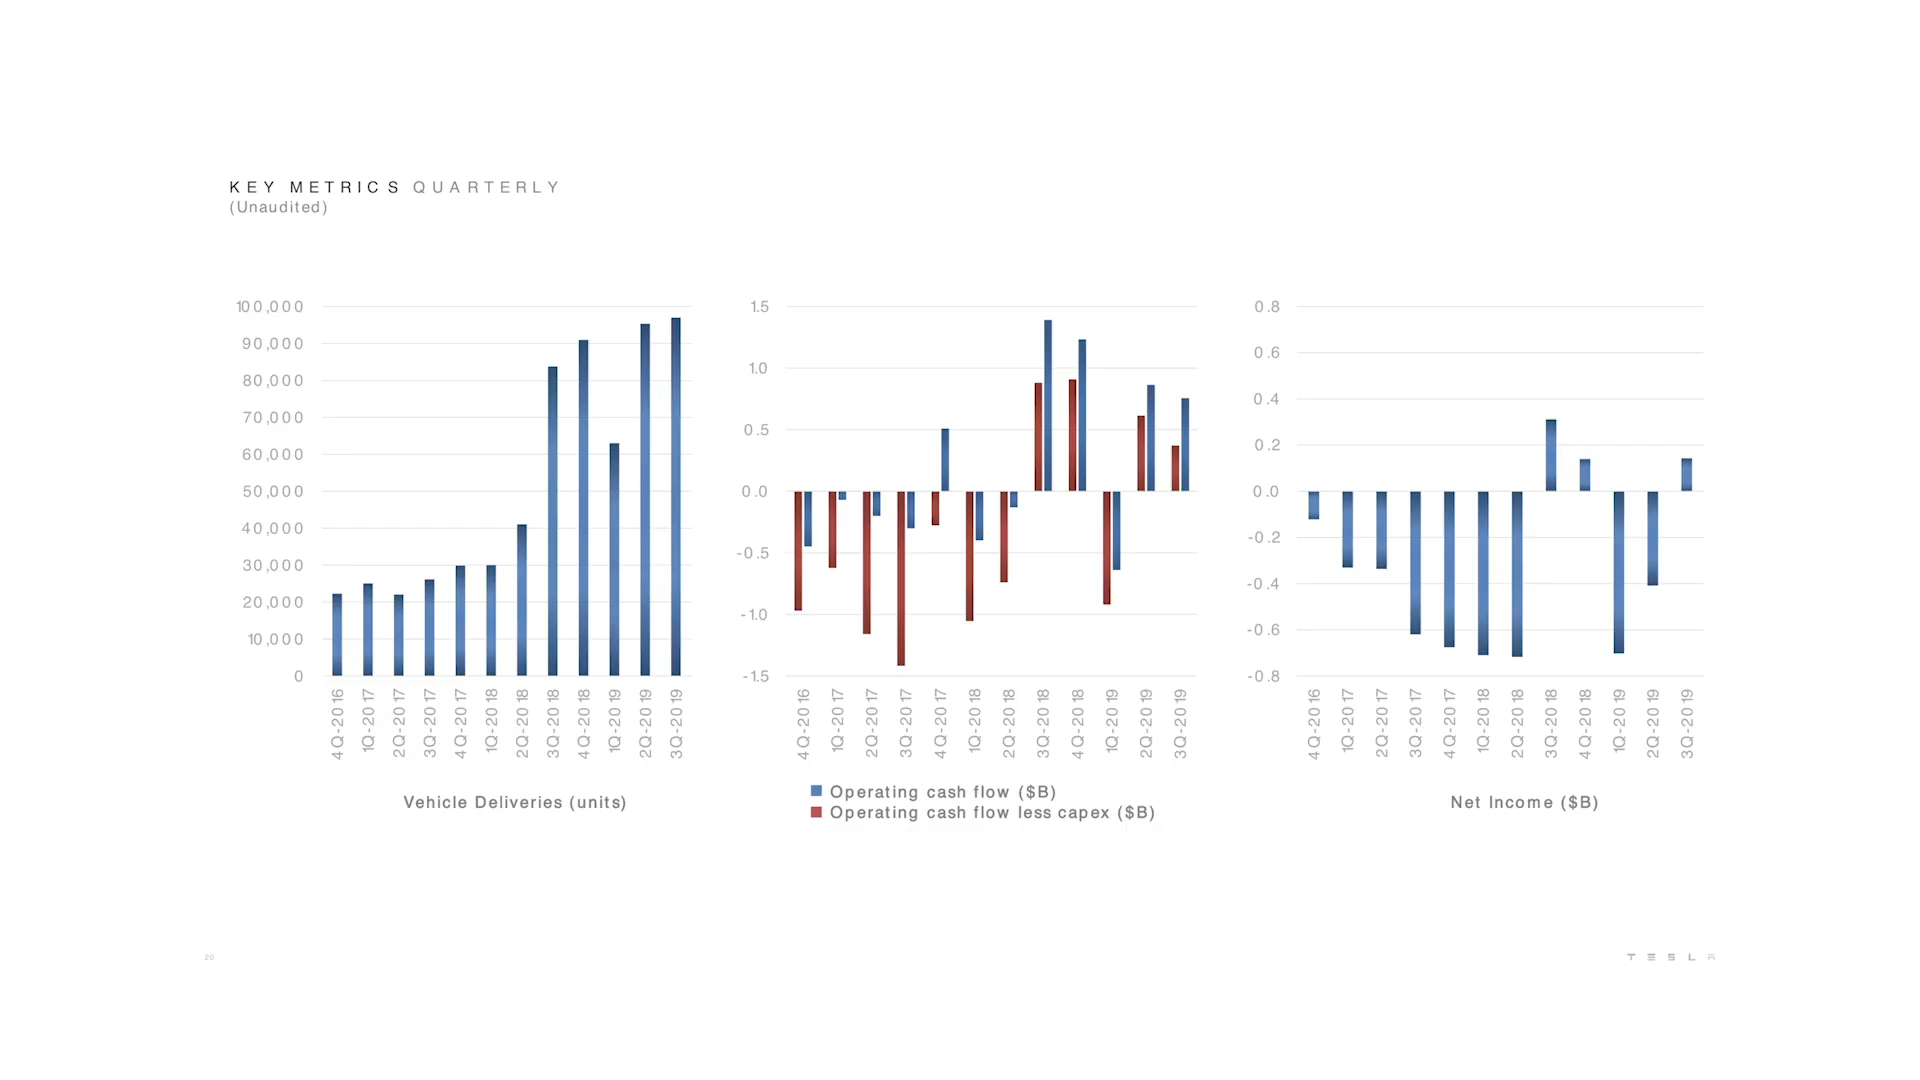 KEY METRICS QUARTERLY
(Unaudited)
100,000
90,000
80,000
70,000
60,000
50,000
40,000
30,000
20,000
10,000
0
4Q-2016
1Q-2017
2Q-2017
3Q-2017
4Q-2017
1Q-2018
2Q-2018
3Q-2018
4Q-2018
1Q-2019
2Q-2019
3Q-2019
Vehicle Deliveries (units)
1.5
1.0
0.5
0.0
-0.5
-1.0
-1.5
4Q-2016
1Q-2017
2Q-2017
3Q-2017
4Q-2017
1Q-2018
2Q-2018
3Q-2018
4Q-2018
1Q-2019
2Q-2019
3Q-2019
Operating cash flow ($B)
Operating cash flow less capex ($B)
0.8
0.6
0.4
0.2
0.0
-0.2
-0.4
-0.6
-0.8
4Q-2016
1Q-2017
2Q-2017
3Q-2017
4Q-2017
1Q-2018
2Q-2018
3Q-2018
4Q-2018
1Q-2019
2Q-2019
3Q-2019
Net Income ($B)
20
TESLA